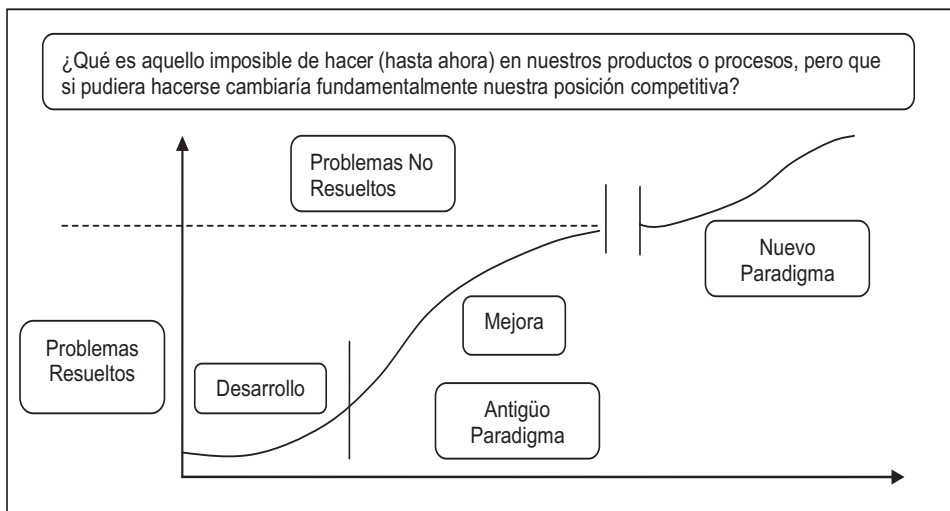 ¿Qué es aquello imposible de hacer (hasta ahora) en nuestros productos o procesos, pero que
si pudiera hacerse cambiaría fundamentalmente nuestra posición competitiva?
Problemas No
Resueltos
Nuevo
Paradigma
Mejora
Problemas
Resueltos
Desarrollo
Antigüo
Paradigma